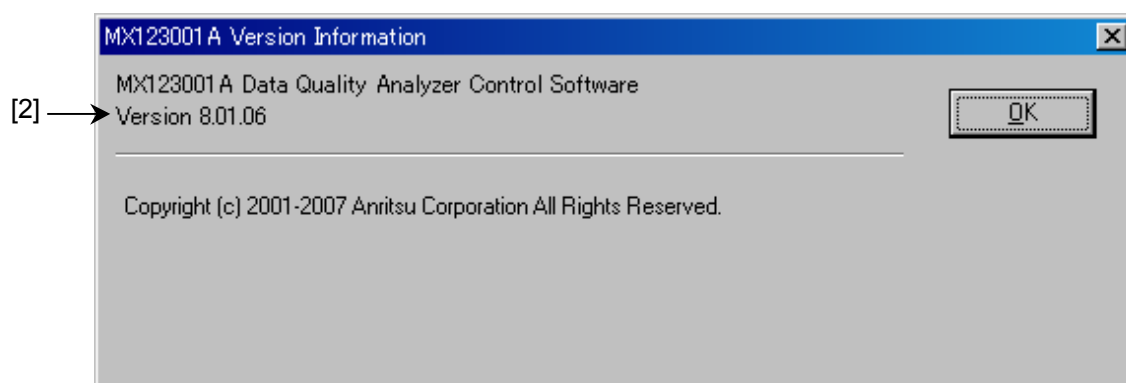 MX123001A Version Information
MX123001A Data Quality Analyzer Control Software
[2]
Version 8.01.06
OK
Copyright (c) 2001-2007 Anritsu Corporation All Rights Reserved.